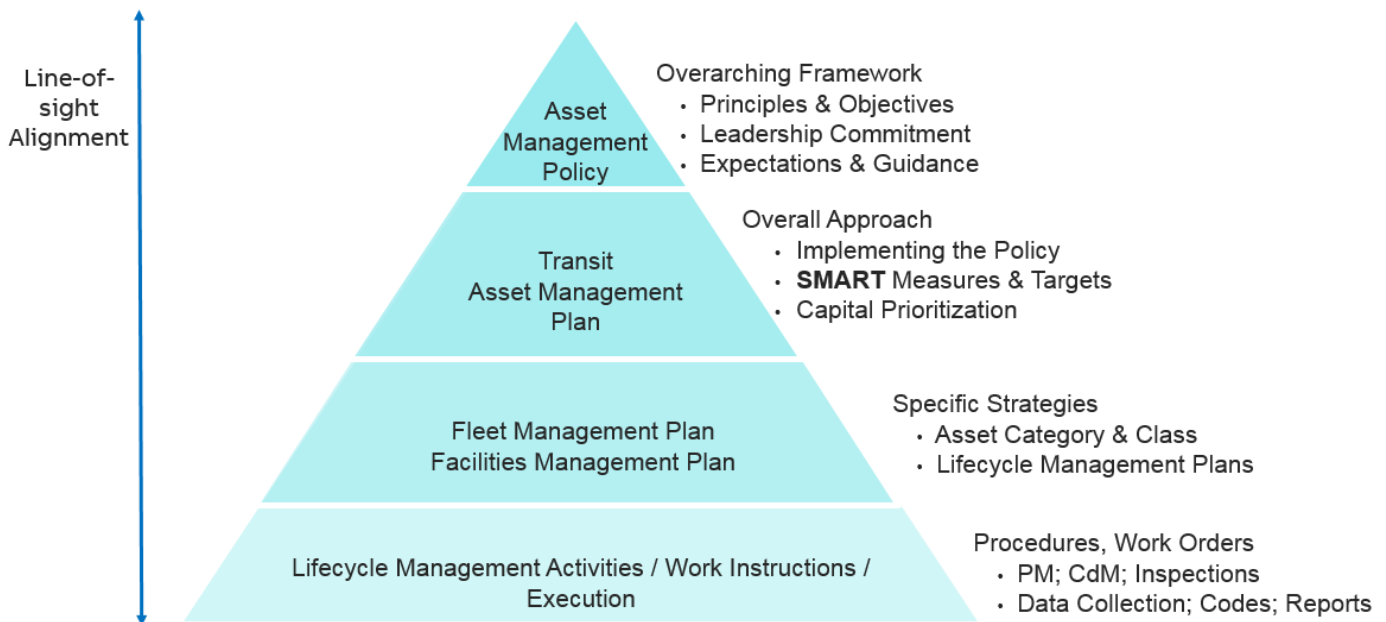 Line-of-
sight
Alignment
Asset
Management
Policy
Overarching Framework
• Principles & Objectives
• Leadership Commitment
• Expectations & Guidance
Transit
Asset Management
Plan
Overall Approach
• Implementing the Policy
• SMART Measures & Targets
• Capital Prioritization
Fleet Management Plan
Facilities Management Plan
Specific Strategies
• Asset Category & Class
• Lifecycle Management Plans
Lifecycle Management Activities / Work Instructions /
Execution
Procedures, Work Orders
• PM; CdM; Inspections
• Data Collection; Codes; Reports